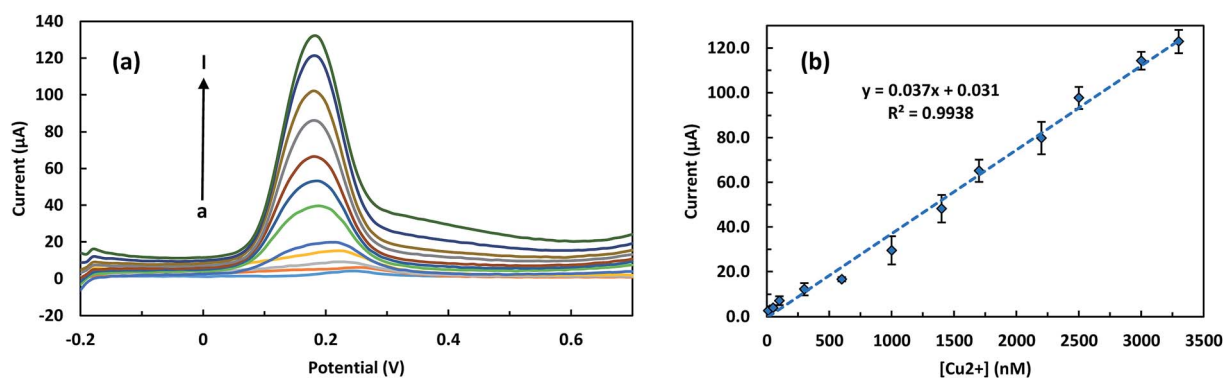 140
120
100
80
60
40
20
0
-20
-0.2
0
0.2
0.4
0.6
Current (µA)
Potential (V)
(a)
l
a
120.0
100.0
80.0
60.0
40.0
20.0
0.0
0
500
1000
1500
2000
2500
3000
3500
Current (µA)
[Cu2+] (nM)
(b)
y = 0.037x + 0.031
R² = 0.9938